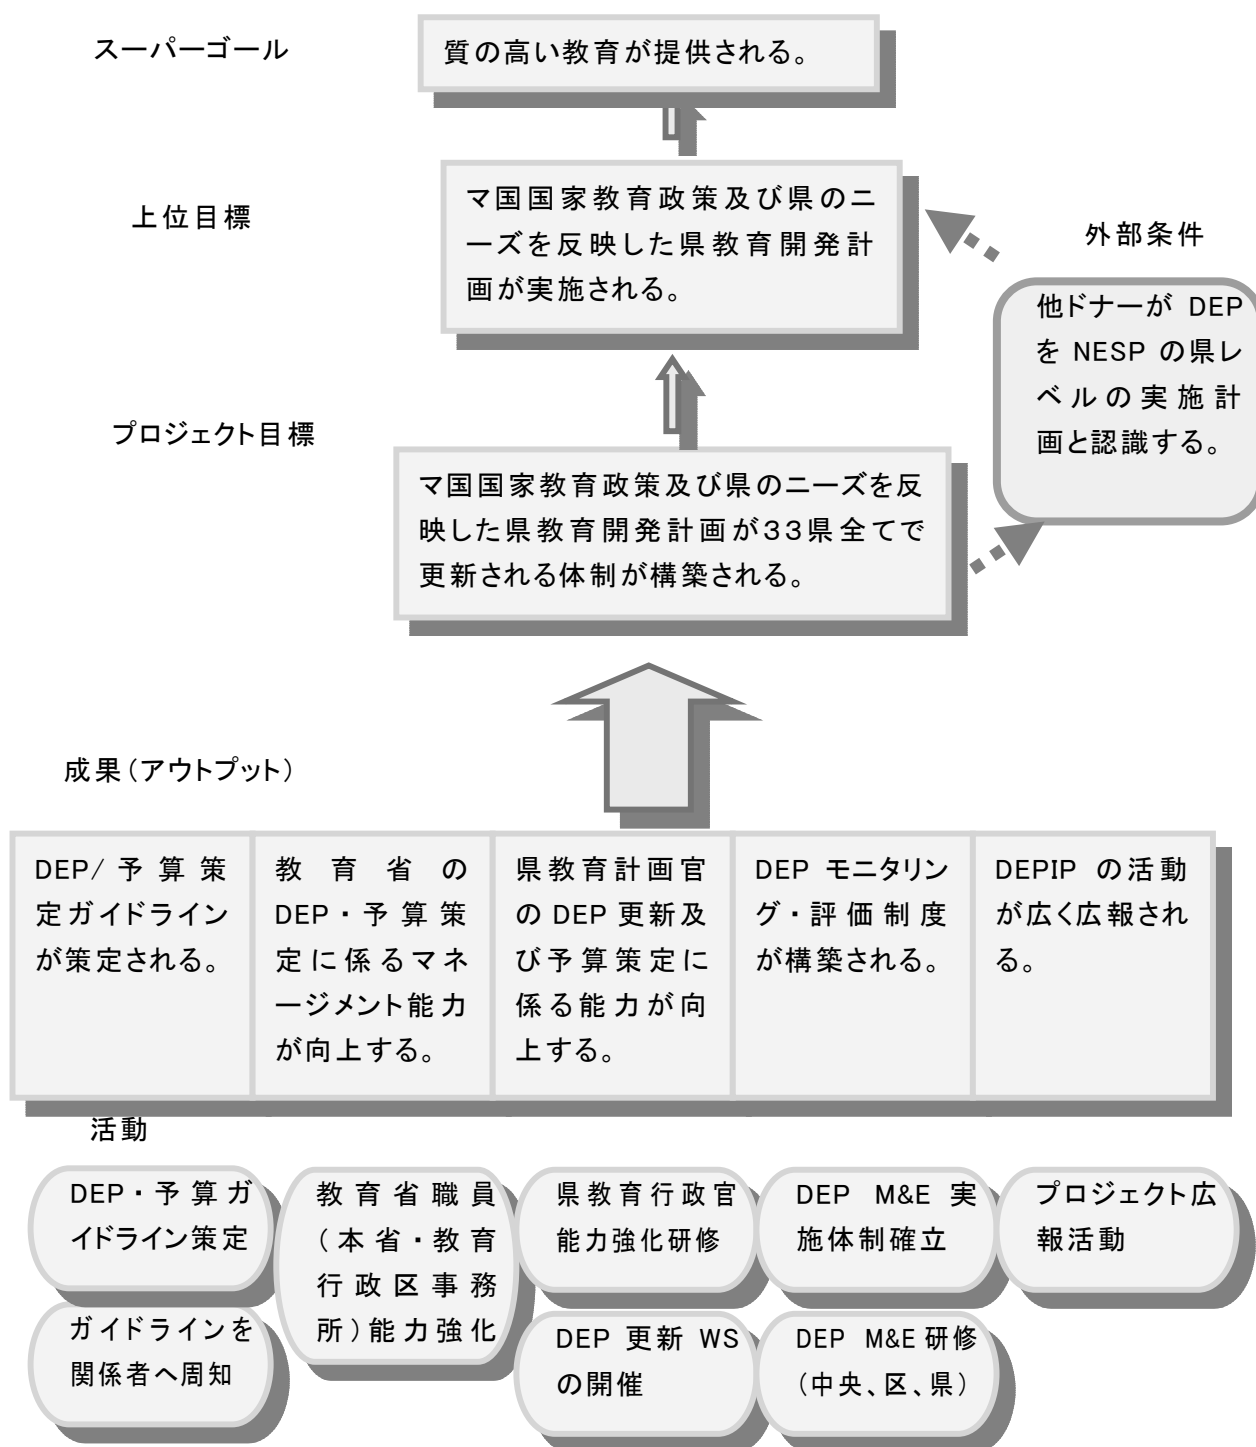 スーパーゴール
質の高い教育が提供される。
上位目標
マ国国家教育政策及び県のニ
ーズを反映した県教育開発計
画が実施される。
外部条件
他ドナーが DEP
を NESP の県レ
ベルの実施計
画と認識する。
プロジェクト目標
マ国国家教育政策及び県のニーズを反
映した県教育開発計画が33県全てで
更新される体制が構築される。
成果(アウトプット)
DEP/予算策
定ガイドライン
が策定される。
教育省の
DEP・予算策
定に係るマネ
ージメント能力
が向上する。
県教育計画官
の DEP 更新及
び予算策定に
係る能力が向
上する。
DEP モニタリン
グ・評価制度
が構築される。
DEPIP の活動
が広く広報され
る。
活動
DEP・予算ガ
イドライン策定
ガイドラインを
関係者へ周知
教育省職員
(本省・教育
行政区事務
所)能力強化
県教育行政官
能力強化研修
DEP 更新 WS
の開催
DEP M&E 実
施体制確立
DEP M&E 研修
(中央、区、県)
プロジェクト広
報活動